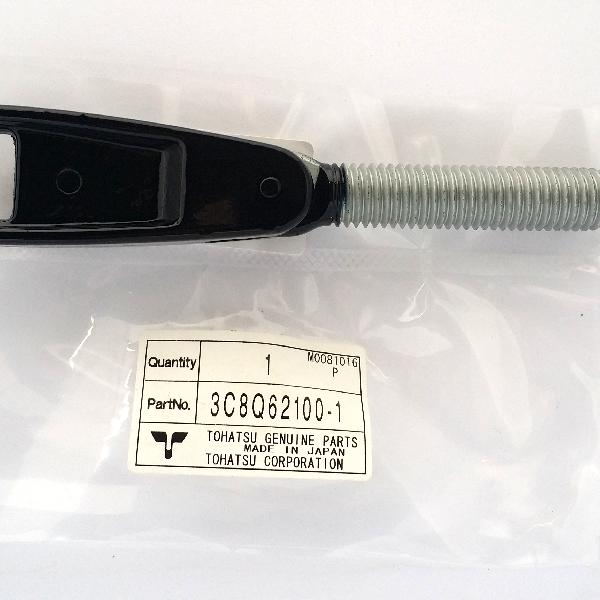 Quantity 1 M0081016
P
PartNo. 3C8Q62100-1
TOHATSU GENUINE PARTS
MADE IN JAPAN
TOHATSU CORPORATION